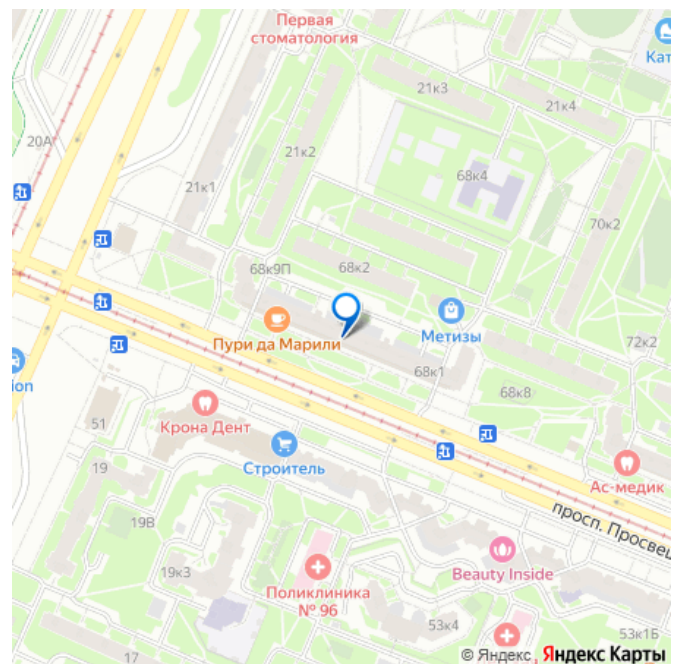 Первая
стоматология
Кат
21к3
21к4
20А
21к2
68к4
21к1
70к2
68к9П
68к2
Метизы
Пури да Марили
72к2
ion
68к1
68к8
51
Крона Дент
Строитель
19
Ас-медик
просп. Просвещ
19В
Beauty Inside
19к3
Поликлиника
№ 96
53к4
53к1Б
17
© Яндекс Яндекс Карты